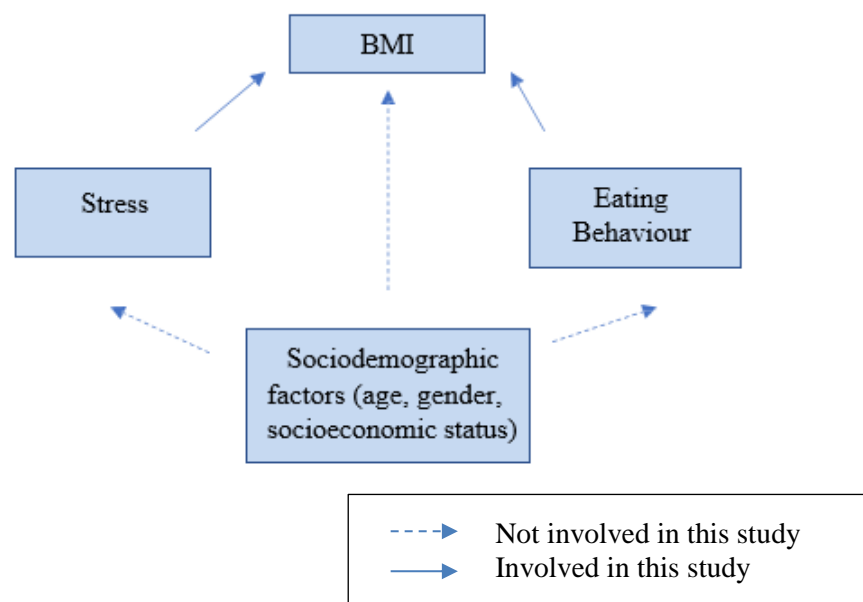 BMI
Stress
Eating
Behaviour
Sociodemographic
factors (age, gender,
socioeconomic status)
Not involved in this study
Involved in this study